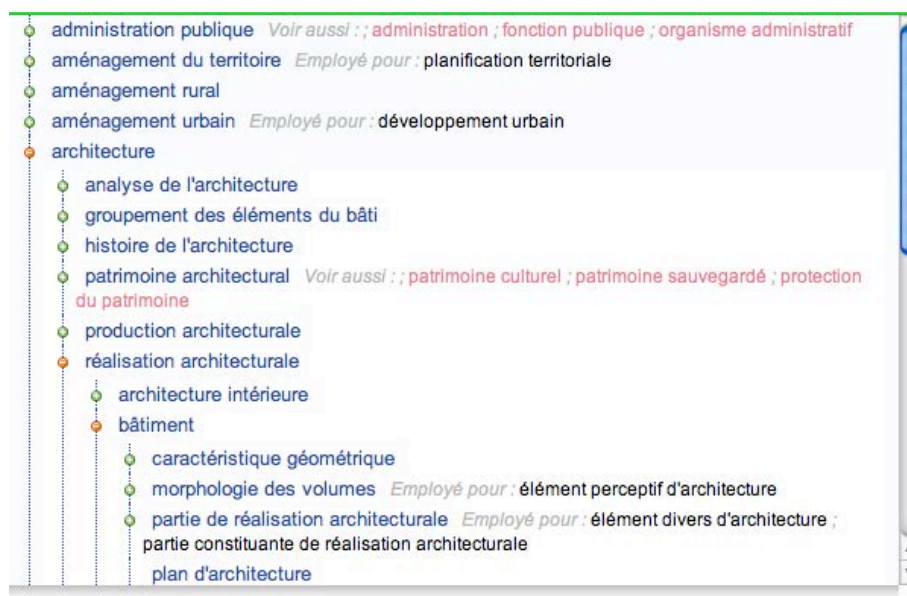 administration publique Voir aussi : ; administration ; fonction publique ; organisme administratif
aménagement du territoire Employé pour : planification territoriale
aménagement rural
aménagement urbain Employé pour : développement urbain
architecture
analyse de l'architecture
groupement des éléments du bâti
histoire de l'architecture
patrimoine architectural Voir aussi : ; patrimoine culturel ; patrimoine sauvegardé ; protection
du patrimoine
production architecturale
réalisation architecturale
architecture intérieure
bâtiment
caractéristique géométrique
morphologie des volumes Employé pour : élément perceptif d'architecture
partie de réalisation architecturale Employé pour : élément divers d'architecture ;
partie constituante de réalisation architecturale
plan d'architecture